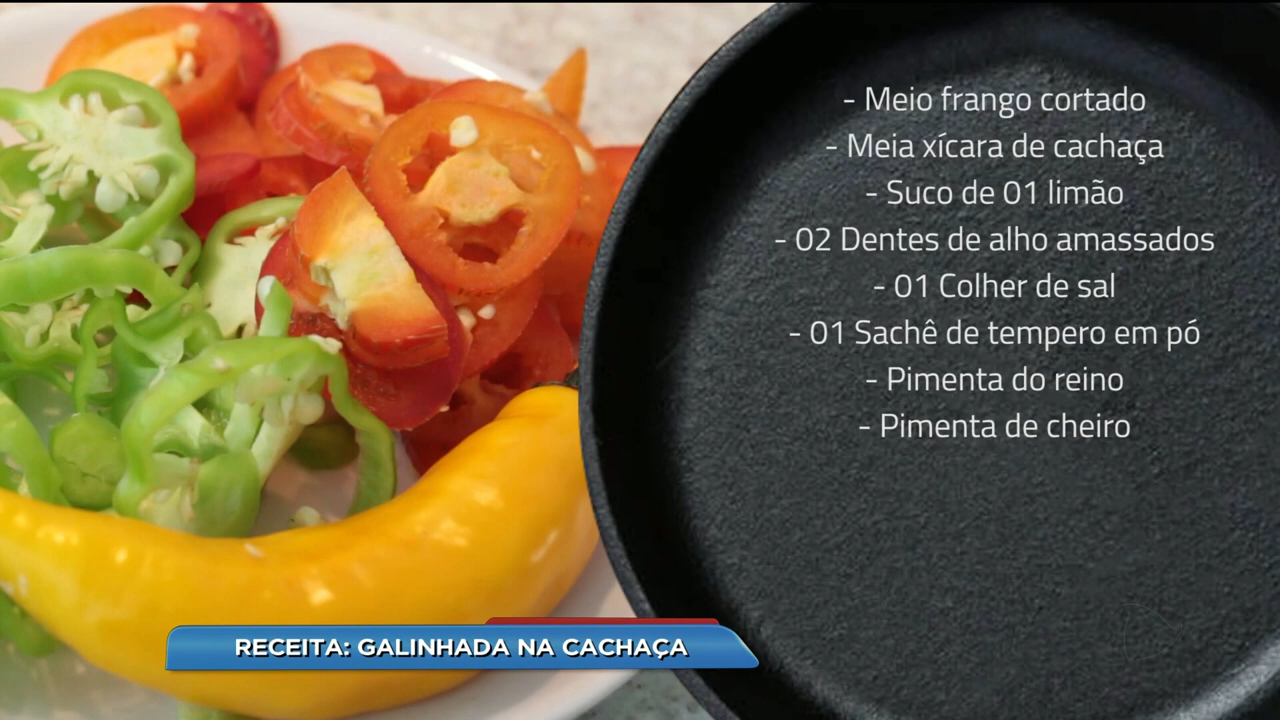 - Meio frango cortado
- Meia xícara de cachaça
- Suco de 01 limão
- 02 Dentes de alho amassados
- 01 Colher de sal
- 01 Sachê de tempero em pó
- Pimenta do reino
- Pimenta de cheiro
RECEITA: GALINHADA NA CACHAÇA